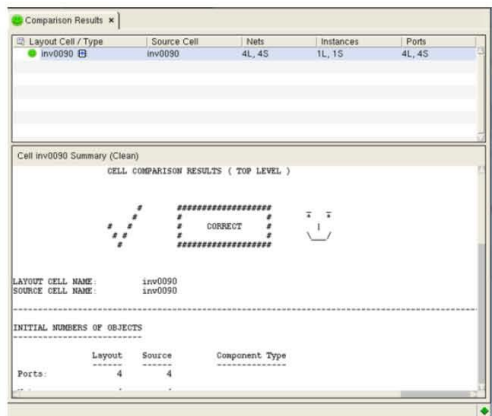 Comparison Results ×
Layout Cell / Type Source Cell Nets Instances Ports
inv0090 inv0090 4L, 4S 1L, 1S 4L, 4S
Cell inv0090 Summary (Clean)
CELL COMPARISON RESULTS ( TOP LEVEL )
CORRECT
LAYOUT CELL NAME: inv0090
SOURCE CELL NAME: inv0090
INITIAL NUMBERS OF OBJECTS
Layout Source Component Type
Ports: 4 4